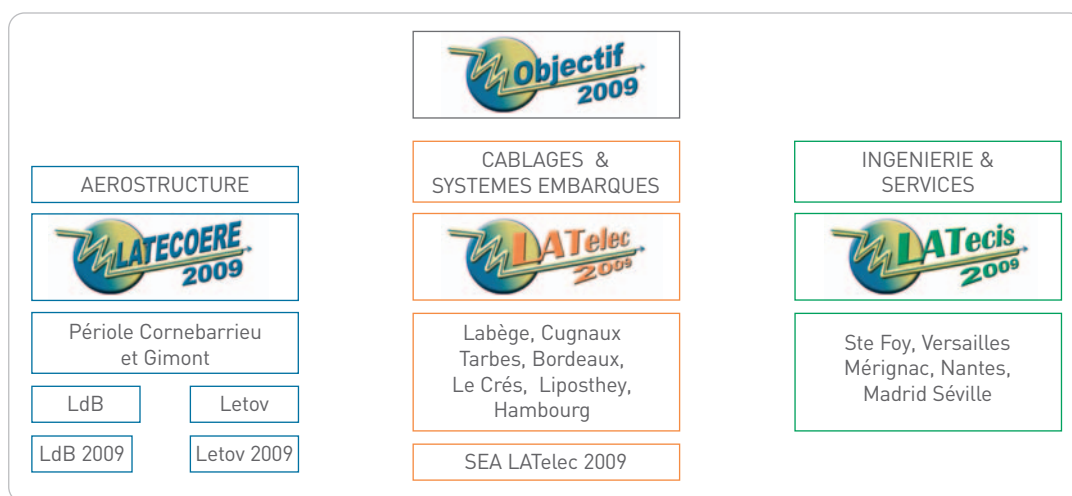 Objectif
2009
AEROSTRUCTURE
LATECOERE
2009
Périole Cornebarrieu
et Gimont
LdB
Letov
LdB 2009
Letov 2009
CABLAGES &
SYSTEMES EMBARQUES
LATelec
2009
Labège, Cugnaux
Tarbes, Bordeaux,
Le Crés, Liposthey,
Hambourg
SEA LATelec 2009
INGENIERIE &
SERVICES
LATecis
2009
Ste Foy, Versailles
Mérignac, Nantes,
Madrid Séville